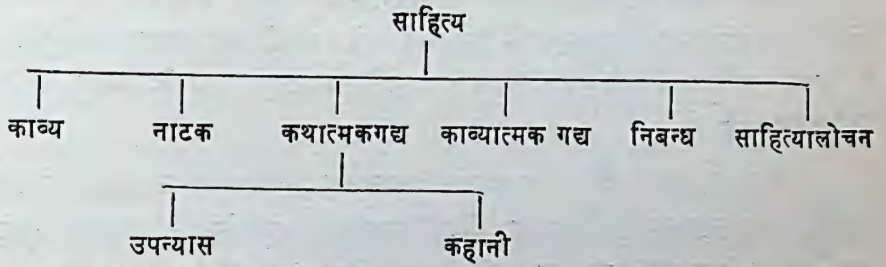 साहित्य
काव्य नाटक कथात्मकगद्य काव्यात्मक गद्य निबन्ध साहित्यालोचन
उपन्यास कहानी